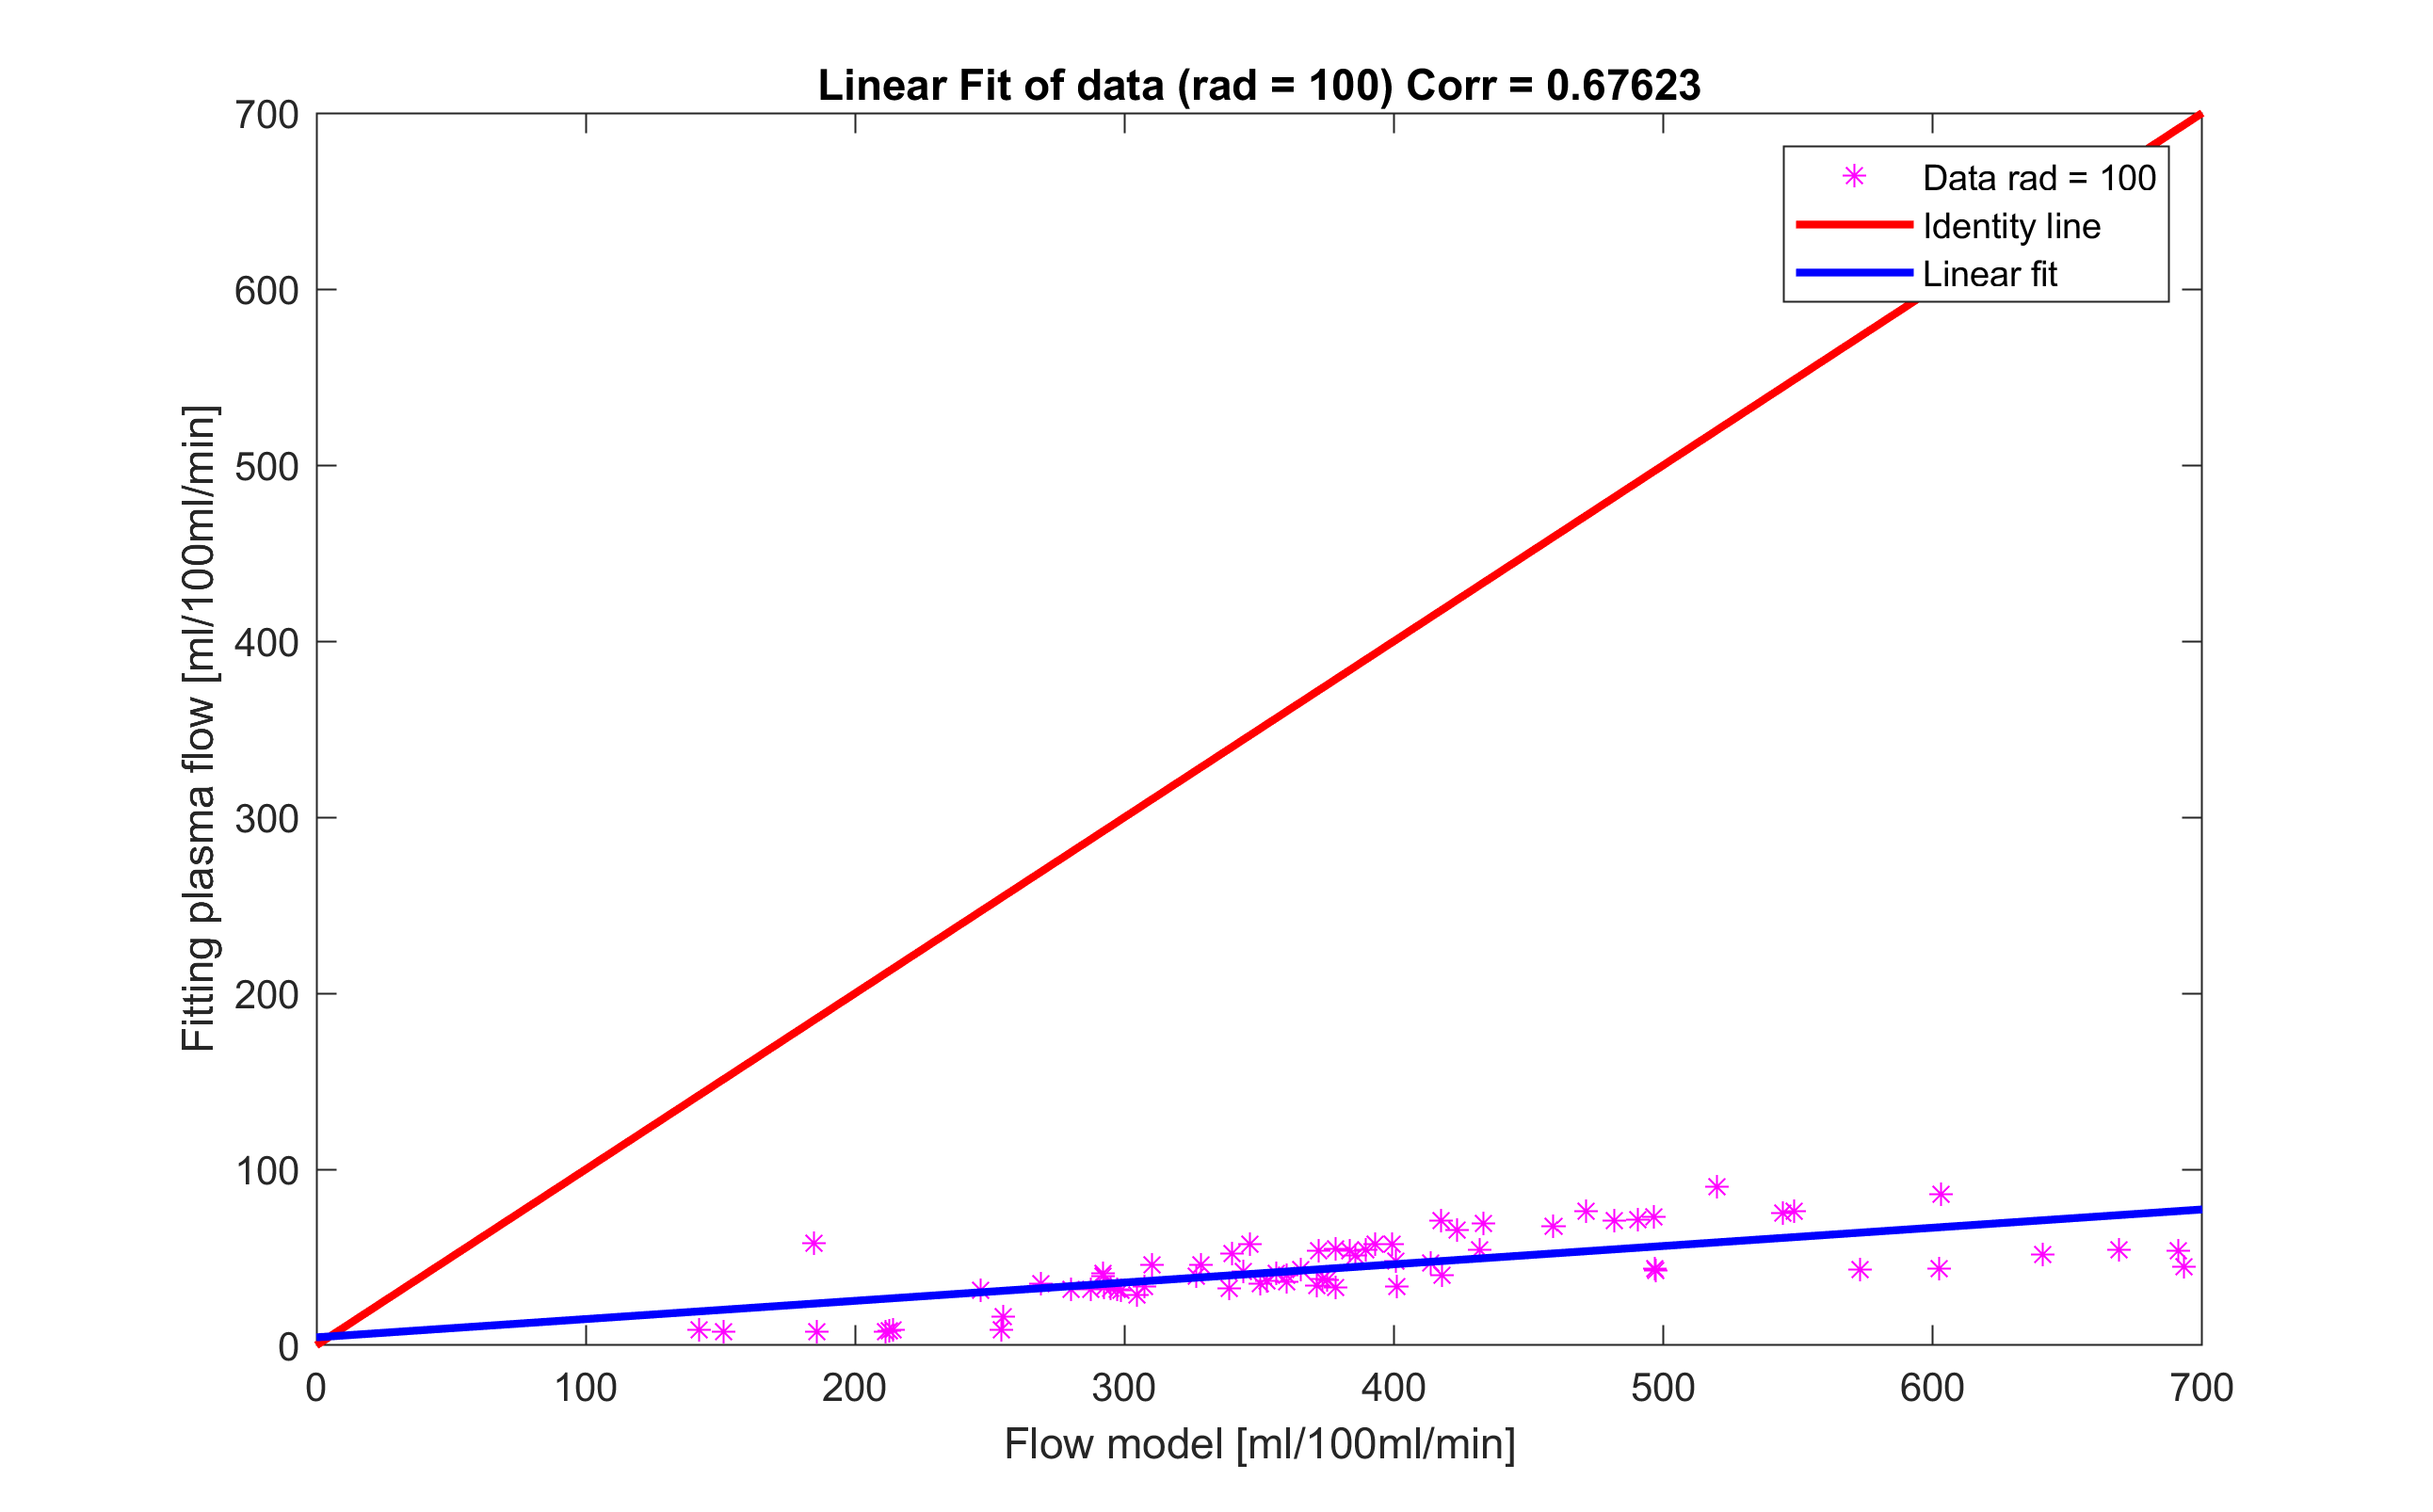 Linear Fit of data (rad = 100) Corr = 0.67623
Data rad = 100
Identity line
Linear fit
Fitting plasma flow [ml/100ml/min]
700
600
500
400
300
200
100
0
0 100 200 300 400 500 600 700
Flow model [ml/100ml/min]